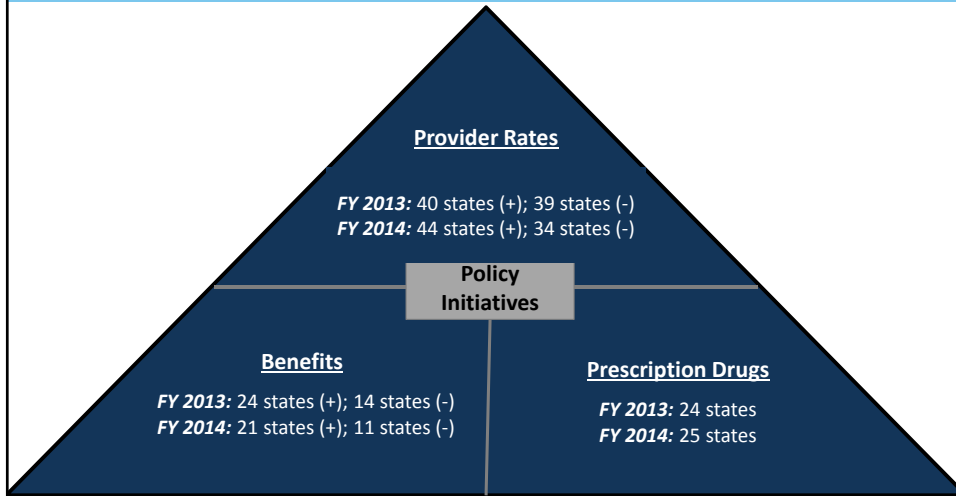 Provider Rates
FY 2013: 40 states (+); 39 states (-)
FY 2014: 44 states (+); 34 states (-)
Policy
Initiatives
Benefits
FY 2013: 24 states (+); 14 states (-)
FY 2014: 21 states (+); 11 states (-)
Prescription Drugs
FY 2013: 24 states
FY 2014: 25 states